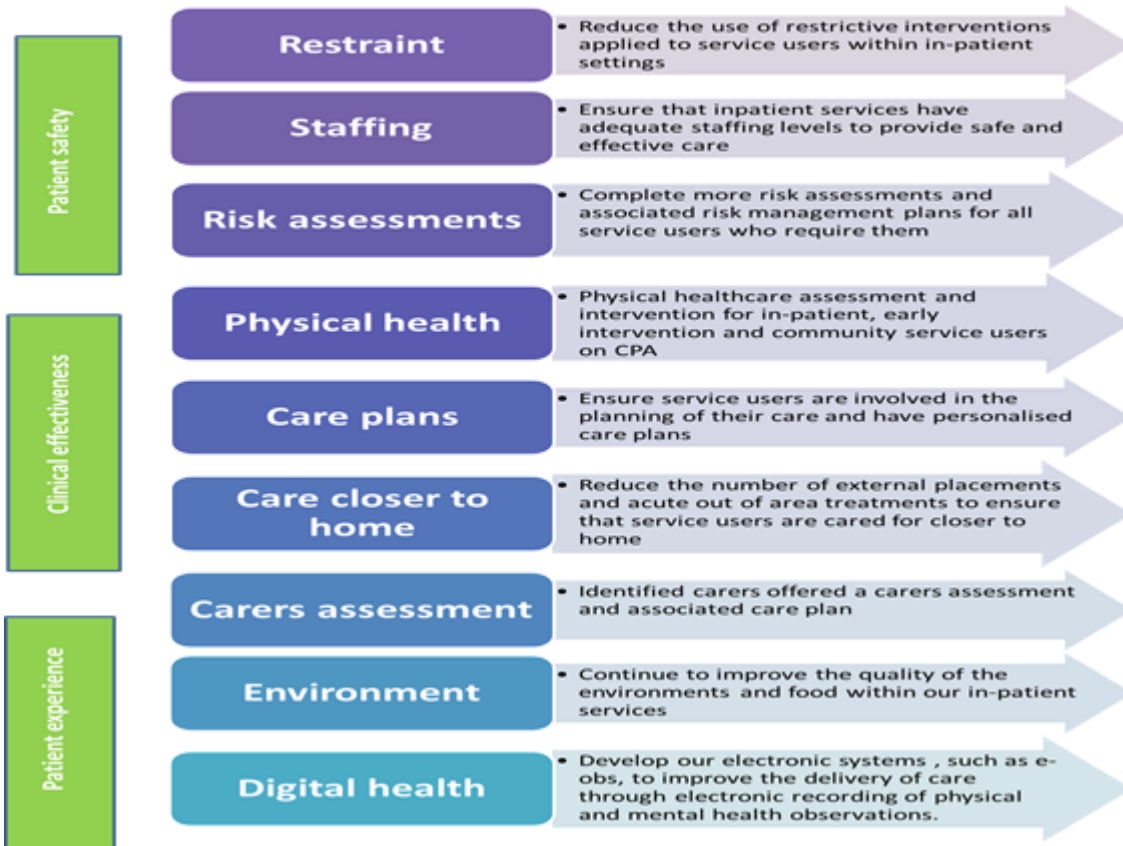 Patient safety
Restraint
• Reduce the use of restrictive interventions
applied to service users within in-patient
settings
Staffing
• Ensure that inpatient services have
adequate staffing levels to provide safe and
effective care
Risk assessments
• Complete more risk assessments and
associated risk management plans for all
service users who require them
Clinical effectiveness
Physical health
• Physical healthcare assessment and
intervention for in-patient, early
intervention and community service users
on CPA
Care plans
• Ensure service users are involved in the
planning of their care and have personalised
care plans
Care closer to
home
• Reduce the number of external placements
and acute out of area treatments to ensure
that service users are cared for closer to
home
Patient experience
Carers assessment
• Identified carers offered a carers assessment
and associated care plan
Environment
• Continue to improve the quality of the
environments and food within our in-patient
services
Digital health
• Develop our electronic systems , such as e-
obs, to improve the delivery of care
through electronic recording of physical
and mental health observations.